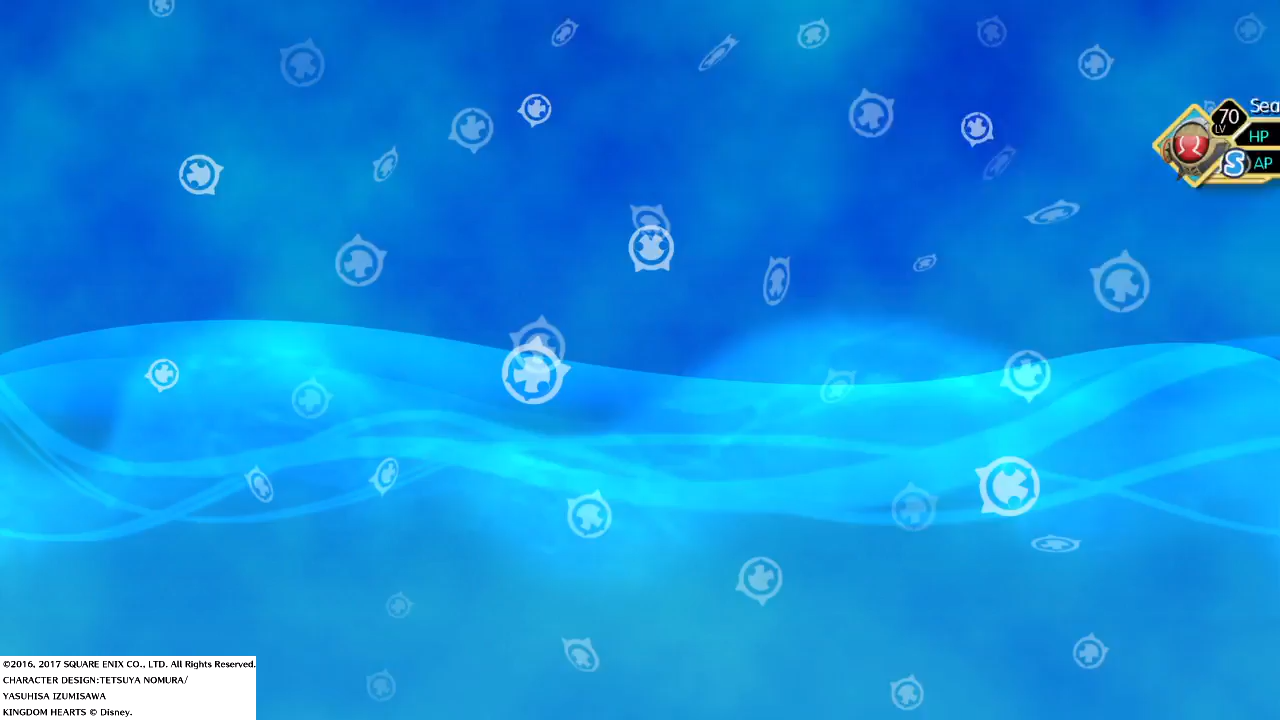 Sea
70
LV
HP
S
AP
©2016, 2017 SQUARE ENIX CO., LTD. All Rights Reserved.
CHARACTER DESIGN:TETSUYA NOMURA/
YASUHISA IZUMISAWA
KINGDOM HEARTS © Disney.